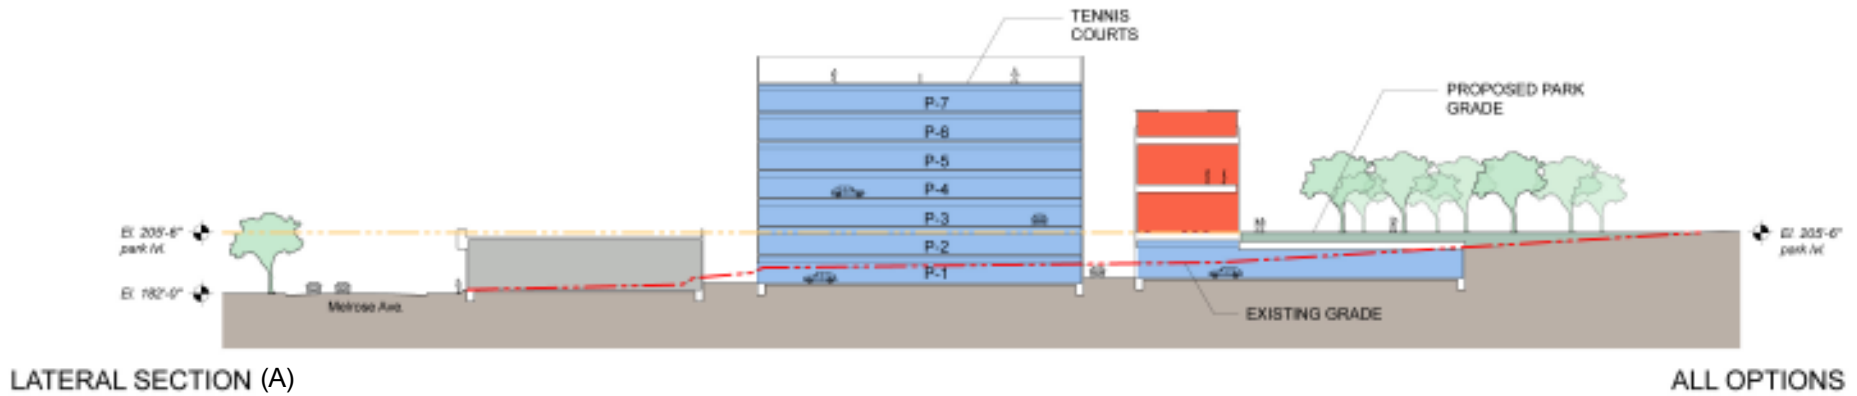 TENNIS
COURTS
PROPOSED PARK
GRADE
P-7
P-6
P-5
P-4
P-3
P-2
P-1
El. 205'-6"
park lvl.
El. 205'-6"
park lvl.
El. 182'-0"
Melrose Ave.
EXISTING GRADE
LATERAL SECTION (A)
ALL OPTIONS